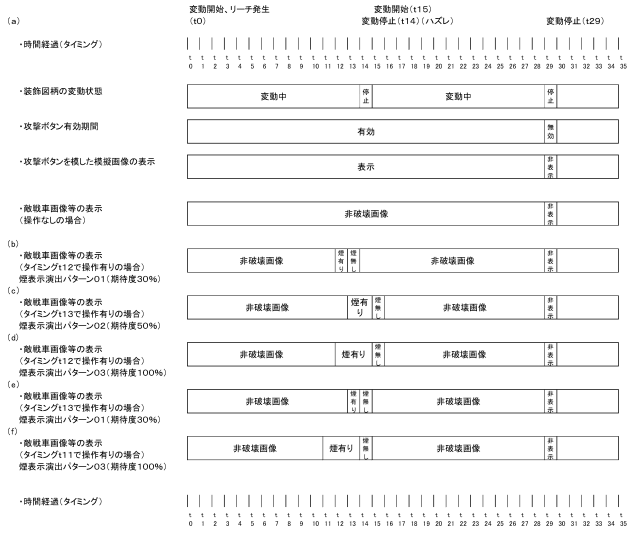 変動開始、リーチ発生
(t0)
変動開始(t15)
変動停止(t14)(ハズレ)
変動停止(t29)
(a)
・時間経過(タイミング)
t t t t t t t t t t t t t t t t t t t t t t t t t t t t t t t t t t t t
0 1 2 3 4 5 6 7 8 9 10 11 12 13 14 15 16 17 18 19 20 21 22 23 24 25 26 27 28 29 30 31 32 33 34 35
・装飾図柄の変動状態
変動中 停止 変動中 停止
・攻撃ボタン有効期間
有効 無効
・攻撃ボタンを模した模擬画像の表示
表示 非表示
・敵戦車画像等の表示
(操作なしの場合)
非破壊画像 非表示
(b)
・敵戦車画像等の表示
(タイミングt12で操作有りの場合)
煙表示演出パターン01(期待度30%)
非破壊画像 煙有り 煙無し 非破壊画像 非表示
(c)
・敵戦車画像等の表示
(タイミングt13で操作有りの場合)
煙表示演出パターン02(期待度50%)
非破壊画像 煙有り 煙無し 非破壊画像 非表示
(d)
・敵戦車画像等の表示
(タイミングt12で操作有りの場合)
煙表示演出パターン03(期待度100%)
非破壊画像 煙有り 煙無し 非破壊画像 非表示
(e)
・敵戦車画像等の表示
(タイミングt13で操作有りの場合)
煙表示演出パターン01(期待度30%)
非破壊画像 煙有り 煙無し 非破壊画像 非表示
(f)
・敵戦車画像等の表示
(タイミングt11で操作有りの場合)
煙表示演出パターン03(期待度100%)
非破壊画像 煙有り 煙無し 非破壊画像 非表示
・時間経過(タイミング)
t t t t t t t t t t t t t t t t t t t t t t t t t t t t t t t t t t t t
0 1 2 3 4 5 6 7 8 9 10 11 12 13 14 15 16 17 18 19 20 21 22 23 24 25 26 27 28 29 30 31 32 33 34 35